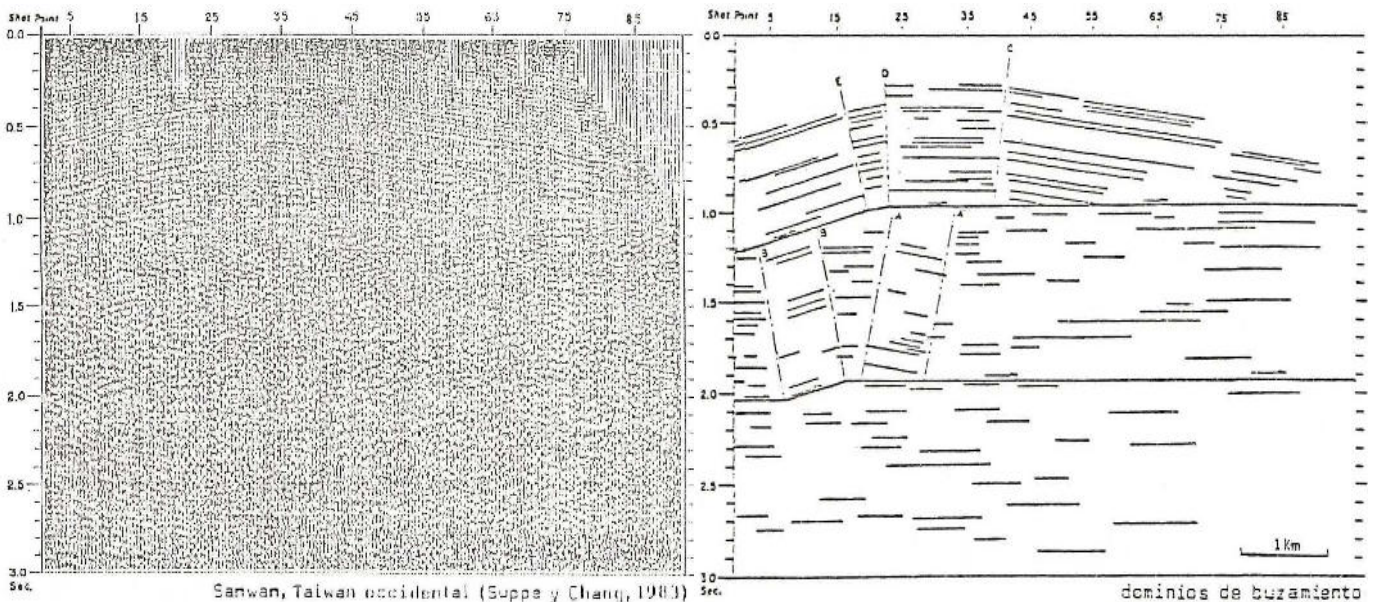 Shot Point 5 15 25 35 45 55 65 75 85
0.0
0.5
1.0
1.5
2.0
2.5
3.0
Sec.
Sanwan, Taiwan occidental (Suppe y Chang, 1983)
Shot Point 5 15 25 35 45 55 65 75 85
0.0
C
E D
0.5
1.0
A A
B
B
1.5
2.0
2.5
1 Km
3.0
Sec.
dominios de buzamiento